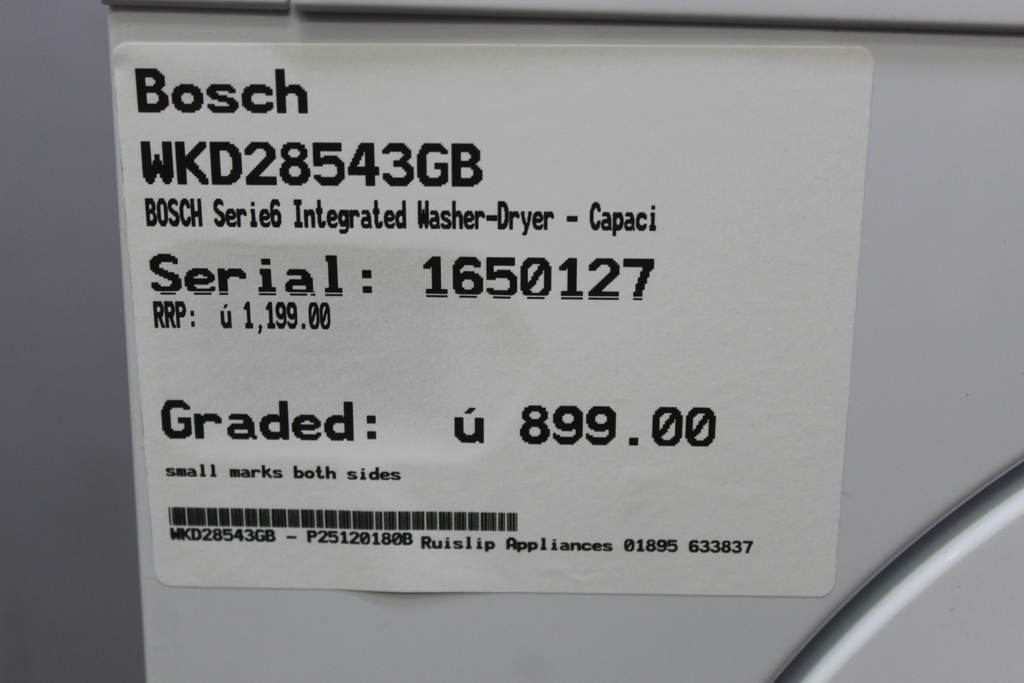 Bosch
WKD28543GB
BOSCH Serie6 Integrated Washer-Dryer - Capaci
Serial: 1650127
RRP: ú 1,199.00
Graded: ú 899.00
small marks both sides
WKD28543GB - P25120180B Ruislip Appliances 01895 633837